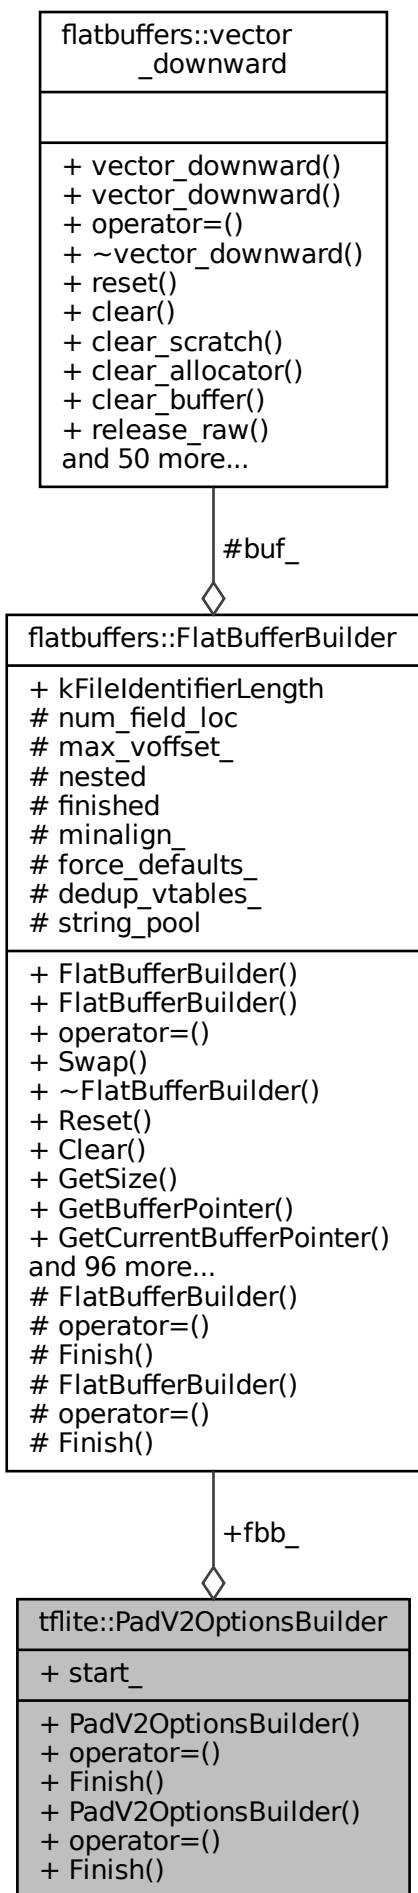 flatbuffers::vector
_downward
+ vector_downward()
+ vector_downward()
+ operator=()
+ ~vector_downward()
+ reset()
+ clear()
+ clear_scratch()
+ clear_allocator()
+ clear_buffer()
+ release_raw()
and 50 more...
#buf_
flatbuffers::FlatBufferBuilder
+ kFileIdentifierLength
# num_field_loc
# max_voffset_
# nested
# finished
# minalign_
# force_defaults_
# dedup_vtables_
# string_pool
+ FlatBufferBuilder()
+ FlatBufferBuilder()
+ operator=()
+ Swap()
+ ~FlatBufferBuilder()
+ Reset()
+ Clear()
+ GetSize()
+ GetBufferPointer()
+ GetCurrentBufferPointer()
and 96 more...
# FlatBufferBuilder()
# operator=()
# Finish()
# FlatBufferBuilder()
# operator=()
# Finish()
+fbb_
tflite::PadV2OptionsBuilder
+ start_
+ PadV2OptionsBuilder()
+ operator=()
+ Finish()
+ PadV2OptionsBuilder()
+ operator=()
+ Finish()